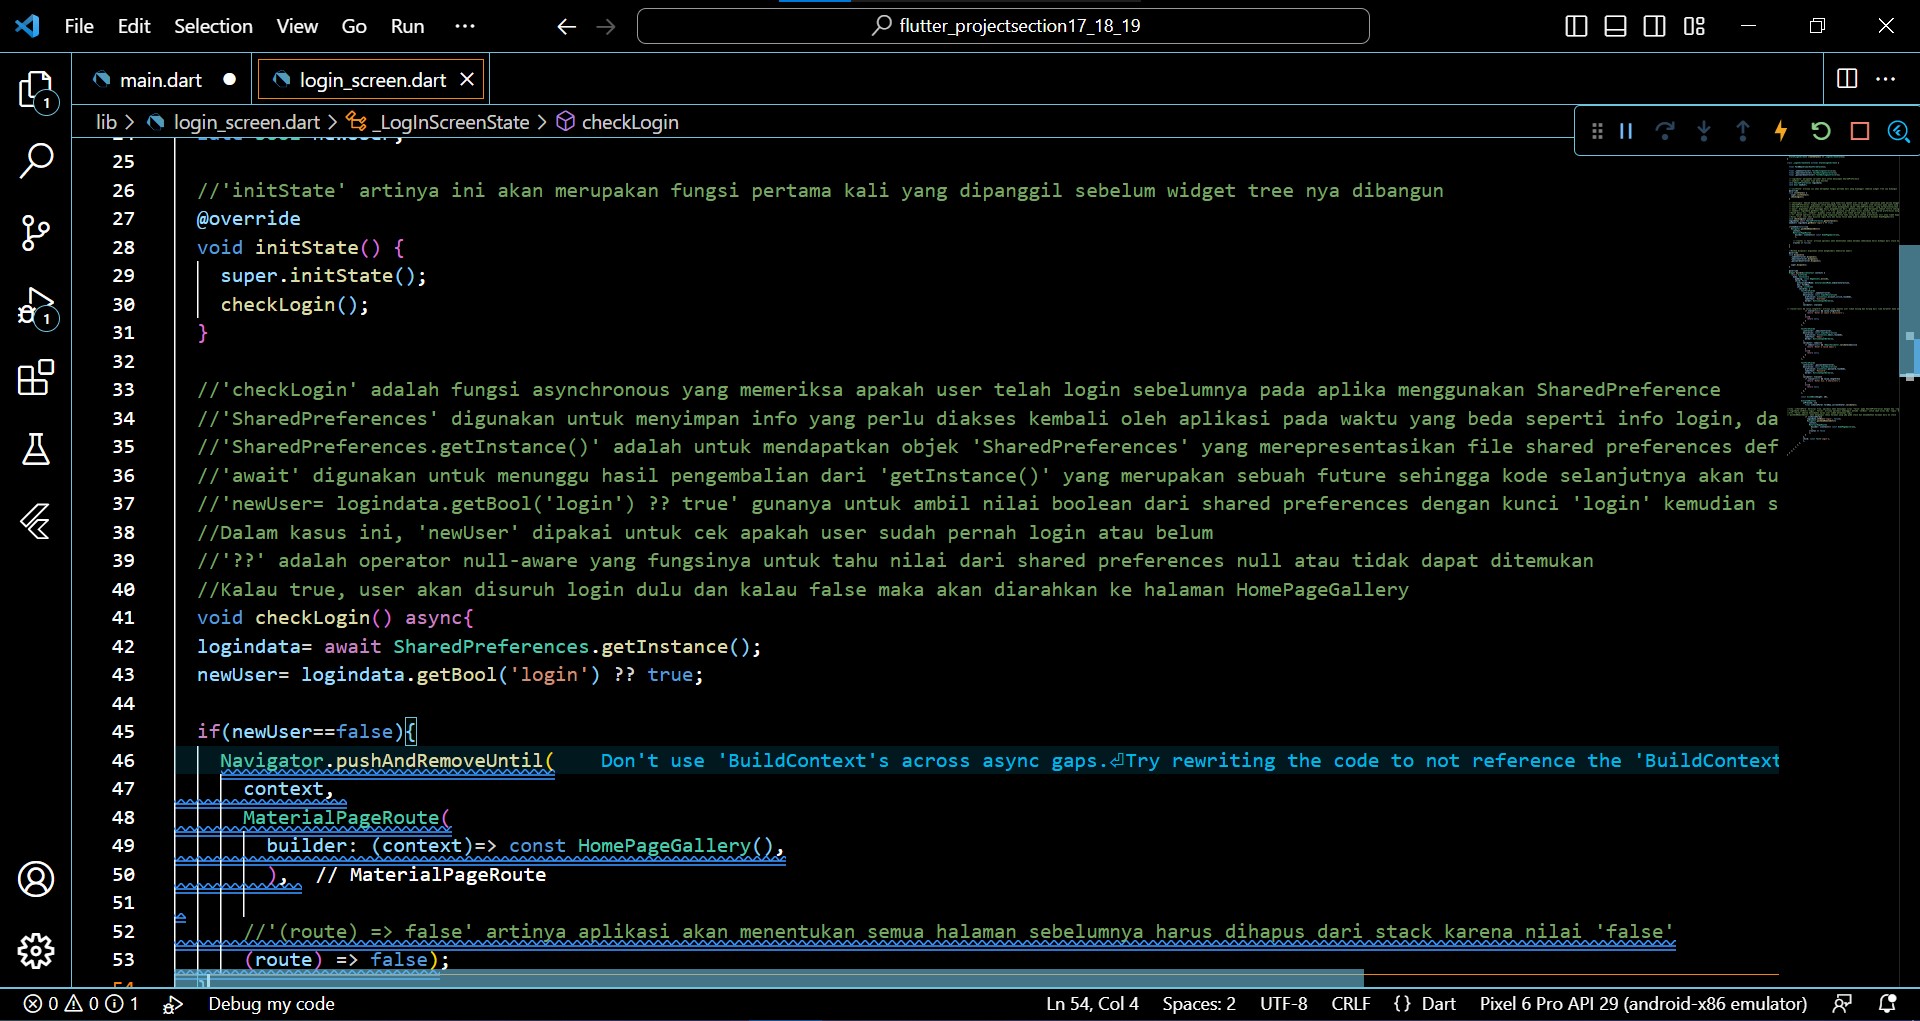 File Edit Selection View Go Run ···
flutter_projectsection17_18_19
main.dart
login_screen.dart
lib > login_screen.dart > _LogInScreenState > checkLogin
25
26 //'initState' artinya ini akan merupakan fungsi pertama kali yang dipanggil sebelum widget tree nya dibangun
27 @override
28 void initState() {
29 super.initState();
30 checkLogin();
31 }
32
33 //'checkLogin' adalah fungsi asynchronous yang memeriksa apakah user telah login sebelumnya pada aplika menggunakan SharedPreference
34 //'SharedPreferences' digunakan untuk menyimpan info yang perlu diakses kembali oleh aplikasi pada waktu yang beda seperti info login, da
35 //'SharedPreferences.getInstance()' adalah untuk mendapatkan objek 'SharedPreferences' yang merepresentasikan file shared preferences def
36 //'await' digunakan untuk menunggu hasil pengembalian dari 'getInstance()' yang merupakan sebuah future sehingga kode selanjutnya akan tu
37 //'newUser= logindata.getBool('login') ?? true' gunanya untuk ambil nilai boolean dari shared preferences dengan kunci 'login' kemudian s
38 //Dalam kasus ini, 'newUser' dipakai untuk cek apakah user sudah pernah login atau belum
39 //'??' adalah operator null-aware yang fungsinya untuk tahu nilai dari shared preferences null atau tidak dapat ditemukan
40 //Kalau true, user akan disuruh login dulu dan kalau false maka akan diarahkan ke halaman HomePageGallery
41 void checkLogin() async{
42 logindata= await SharedPreferences.getInstance();
43 newUser= logindata.getBool('login') ?? true;
44
45 if(newUser==false){
46 Navigator.pushAndRemoveUntil( Don't use 'BuildContext's across async gaps.⏎Try rewriting the code to not reference the 'BuildContext
47 context,
48 MaterialPageRoute(
49 builder: (context)=> const HomePageGallery(),
50 ), // MaterialPageRoute
51
52 //'(route) => false' artinya aplikasi akan menentukan semua halaman sebelumnya harus dihapus dari stack karena nilai 'false'
53 (route) => false);
1
1
0 0 1 Debug my code Ln 54, Col 4 Spaces: 2 UTF-8 CRLF {} Dart Pixel 6 Pro API 29 (android-x86 emulator)